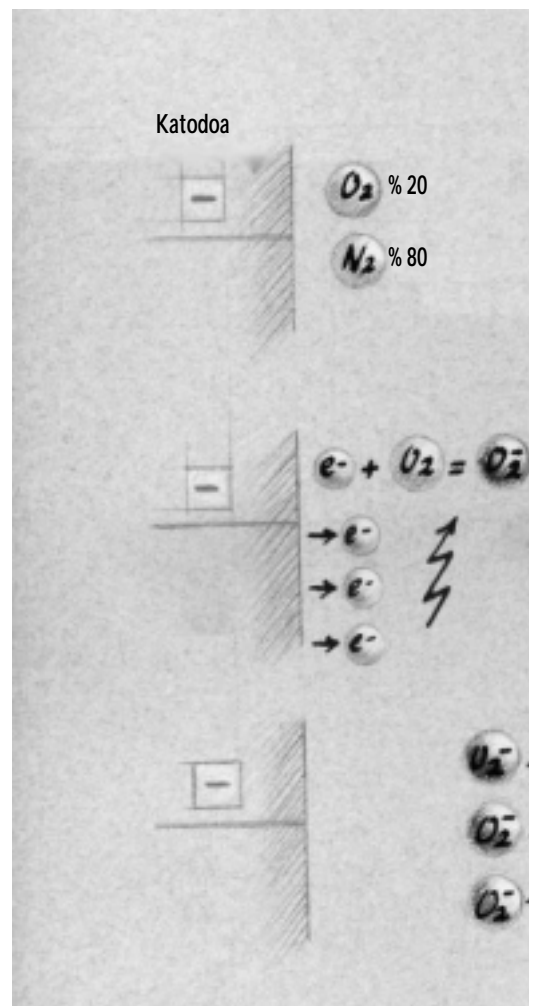 Katodoa
−
O2 % 20
N2 % 80
−
e- + O2 = O2-
→ e-
→ e-
→ e-
−
O2-
O2-
O2-